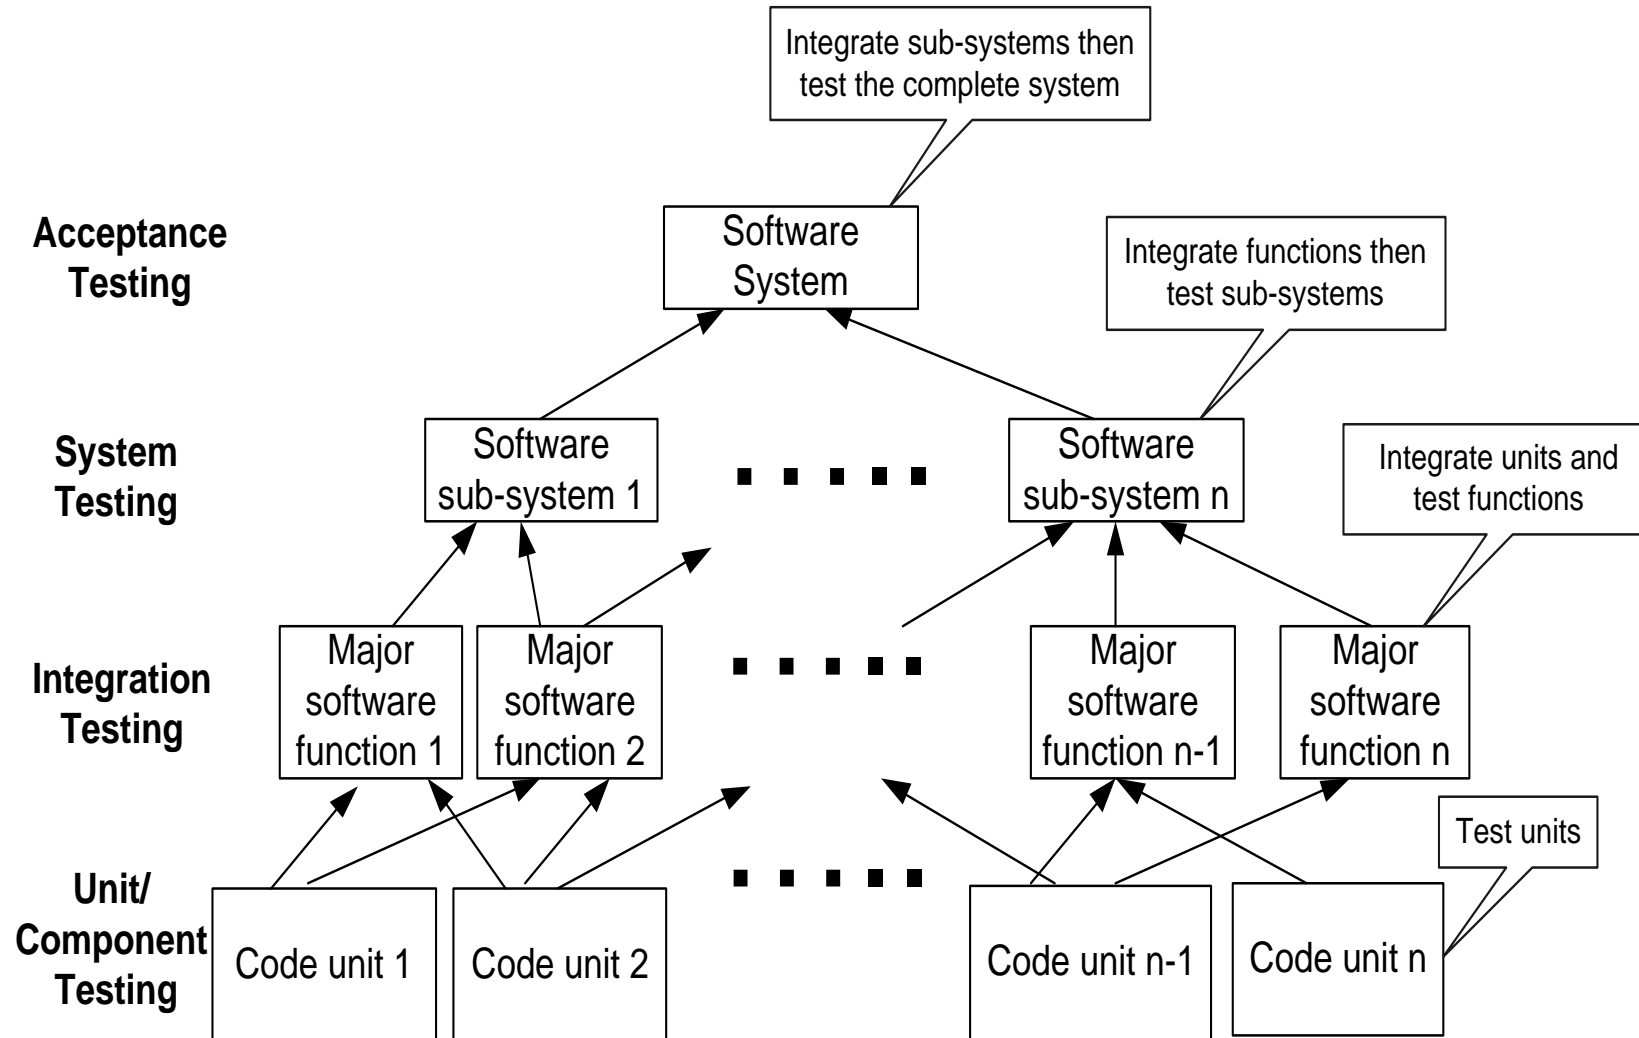 Integrate sub-systems then
test the complete system
Acceptance
Testing
Software
System
Integrate functions then
test sub-systems
System
Testing
Software
sub-system 1
Software
sub-system n
Integrate units and
test functions
Integration
Testing
Major
software
function 1
Major
software
function 2
Major
software
function n-1
Major
software
function n
Test units
Unit/
Component
Testing
Code unit 1
Code unit 2
Code unit n-1
Code unit n